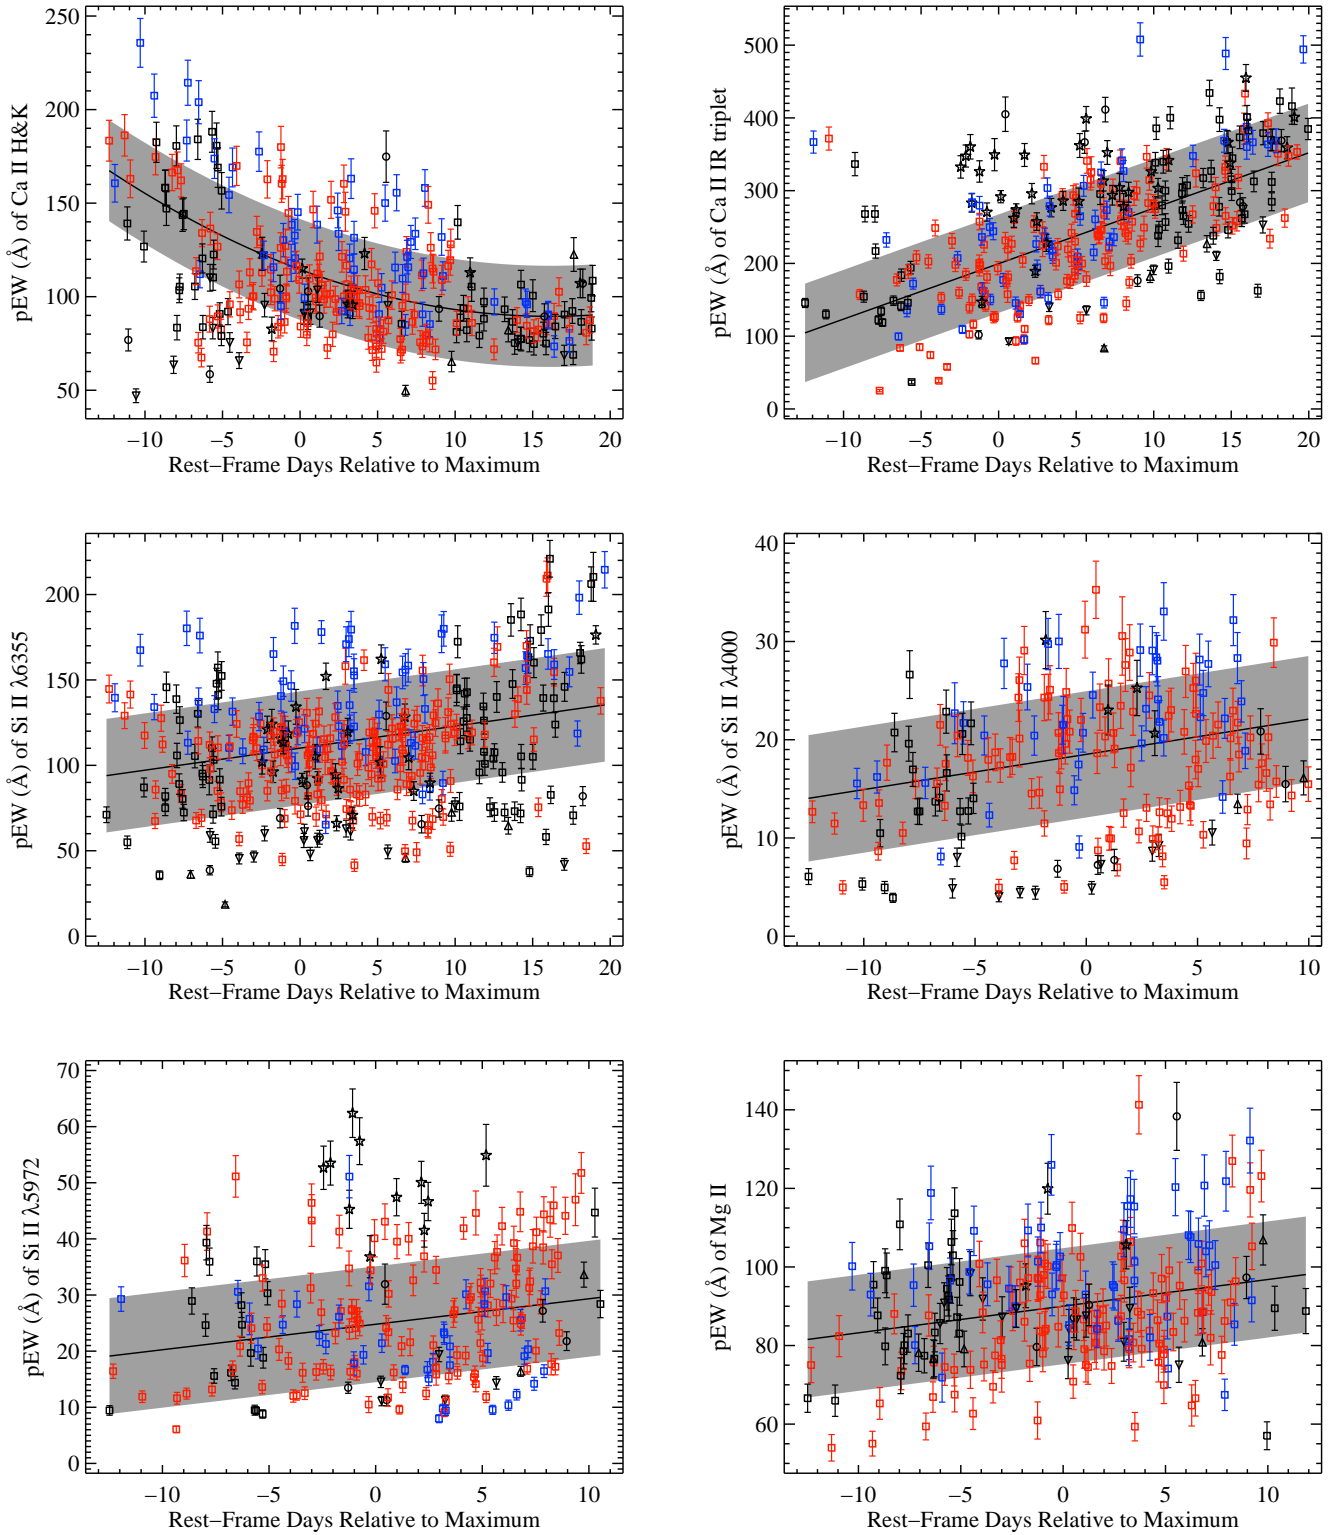 250
200
150
100
50
pEW (Å) of Ca II H&K
−10 −5 0 5 10 15 20
Rest−Frame Days Relative to Maximum
500
400
300
200
100
0
pEW (Å) of Ca II IR triplet
−10 −5 0 5 10 15 20
Rest−Frame Days Relative to Maximum
200
150
100
50
0
pEW (Å) of Si II λ6355
−10 −5 0 5 10 15 20
Rest−Frame Days Relative to Maximum
40
30
20
10
0
pEW (Å) of Si II λ4000
−10 −5 0 5 10
Rest−Frame Days Relative to Maximum
70
60
50
40
30
20
10
0
pEW (Å) of Si II λ5972
−10 −5 0 5 10
Rest−Frame Days Relative to Maximum
140
120
100
80
60
pEW (Å) of Mg II
−10 −5 0 5 10
Rest−Frame Days Relative to Maximum